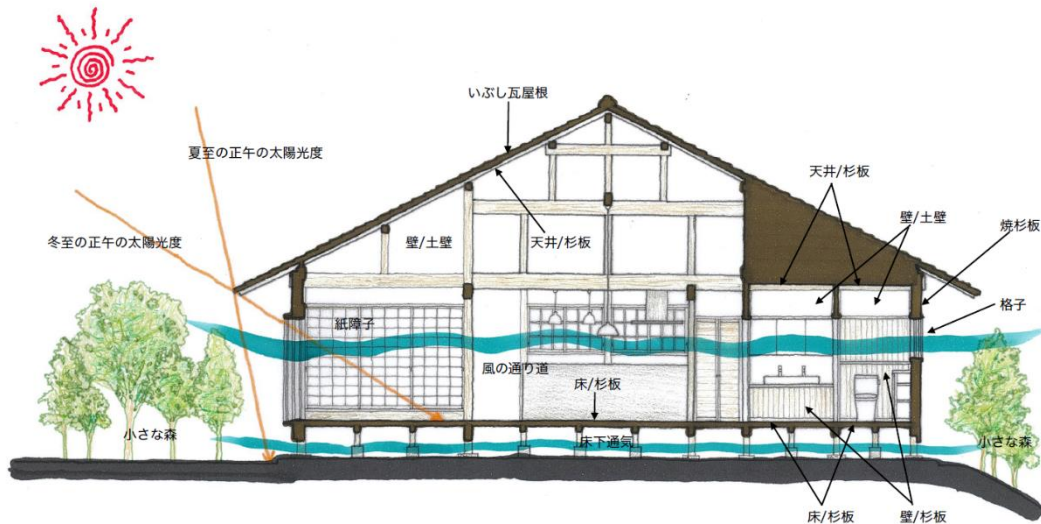 いぶし瓦屋根
夏至の正午の太陽光度
天井/杉板
壁/土壁
焼杉板
冬至の正午の太陽光度
壁/土壁
天井/杉板
格子
紙障子
風の通り道
床/杉板
小さな森
床下通気
小さな森
床/杉板
壁/杉板